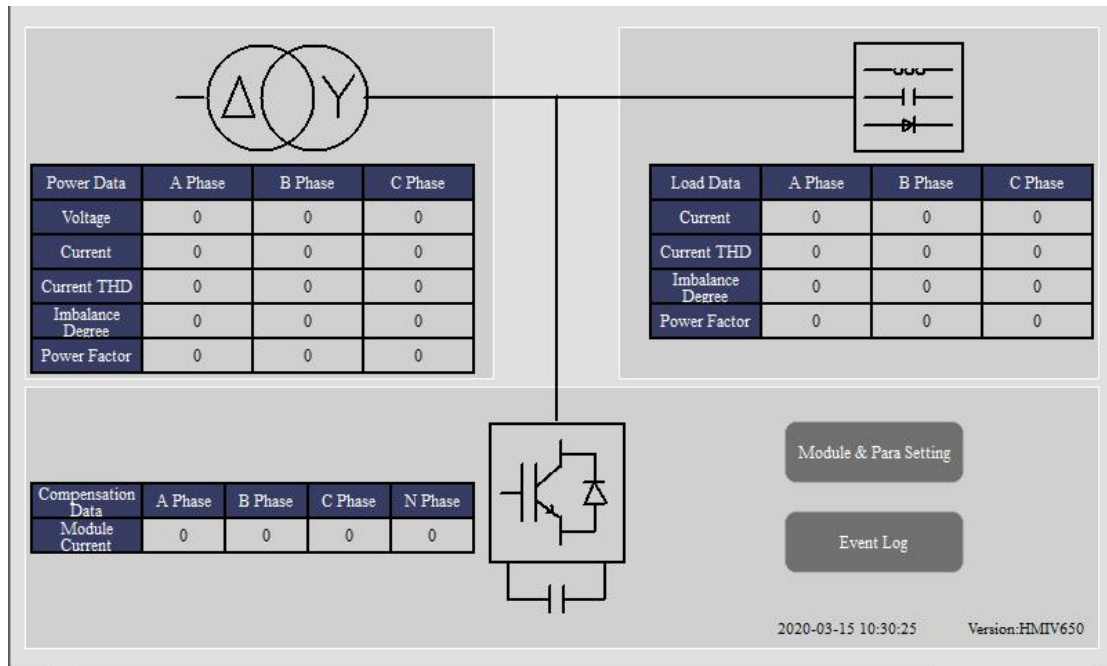 Y
Power Data A Phase B Phase C Phase
Voltage 0 0 0
Current 0 0 0
Current THD 0 0 0
Imbalance
Degree 0 0 0
Power Factor 0 0 0
Load Data A Phase B Phase C Phase
Current 0 0 0
Current THD 0 0 0
Imbalance
Degree 0 0 0
Power Factor 0 0 0
Compensation
Data A Phase B Phase C Phase N Phase
Module
Current 0 0 0 0
Module & Para Setting
Event Log
2020-03-15 10:30:25 Version:HMIV650